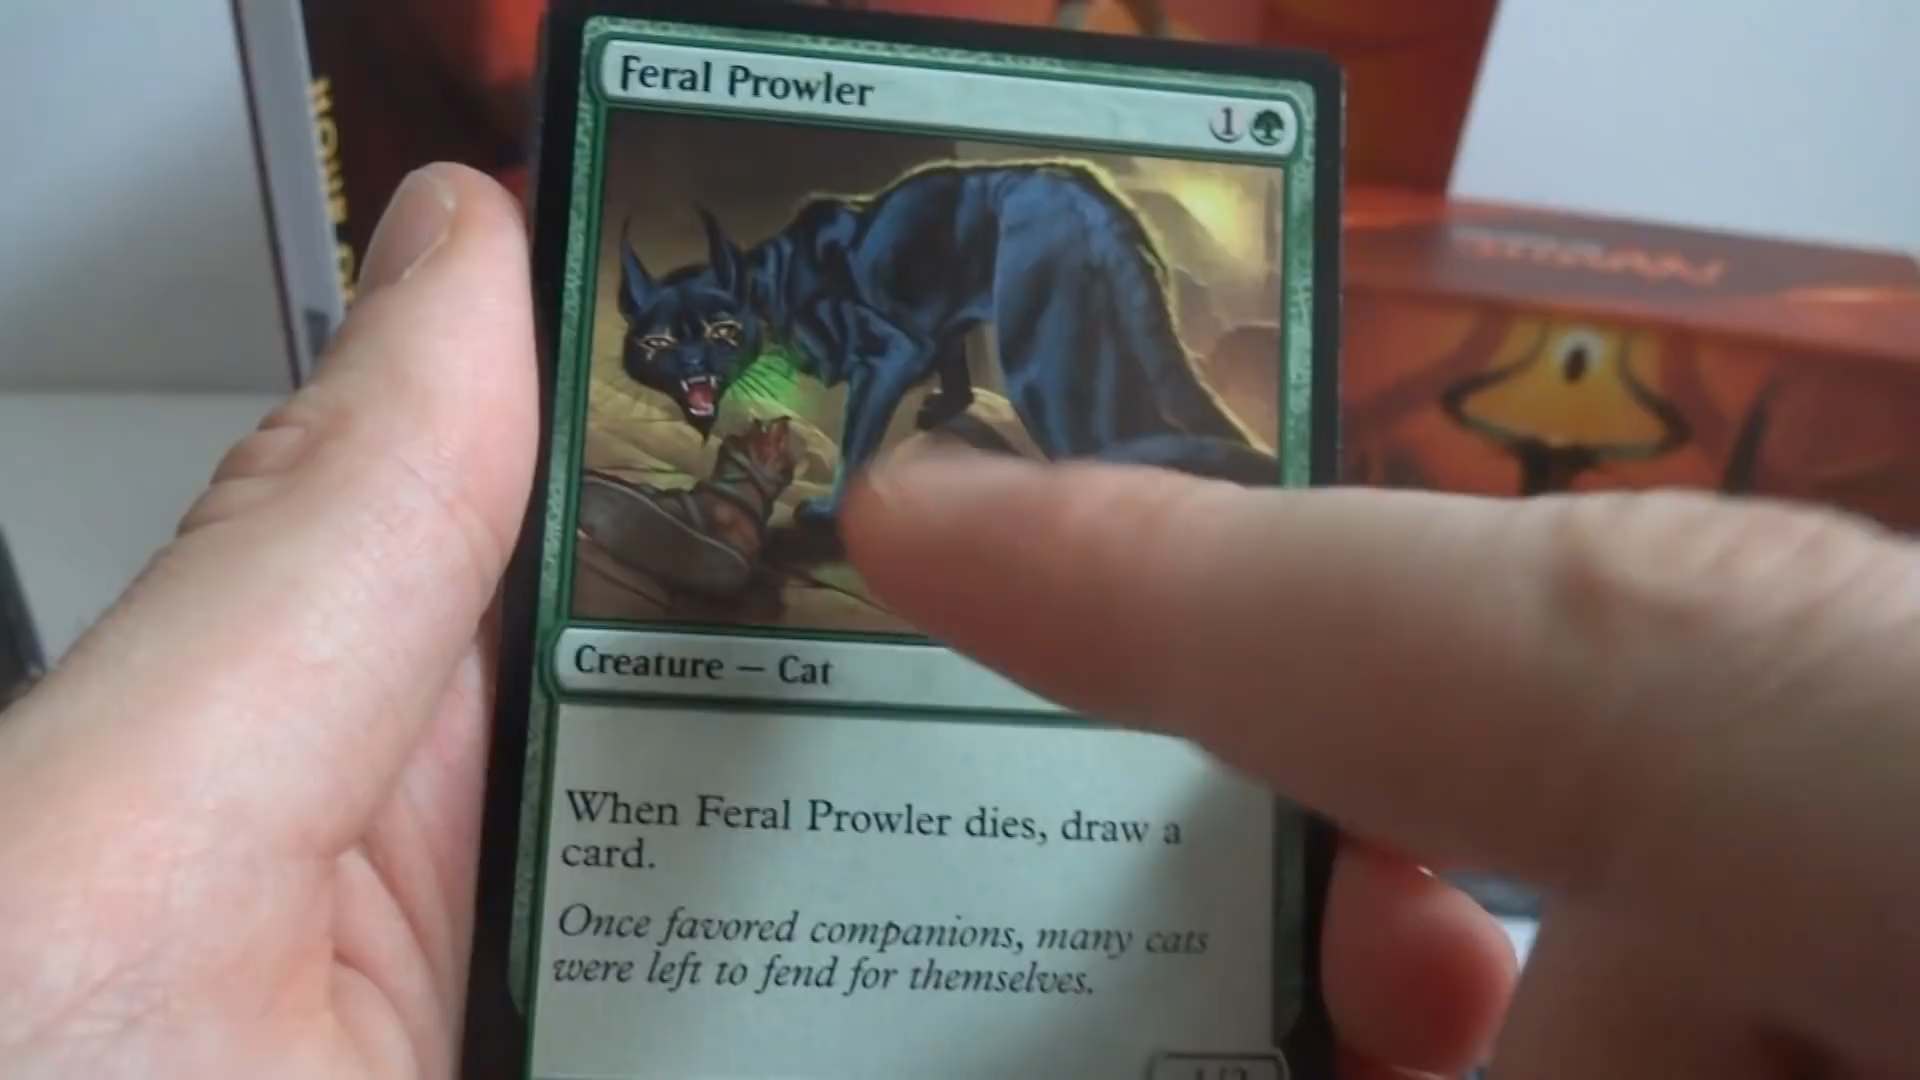 Feral Prowler
1
Creature — Cat
When Feral Prowler dies, draw a
card.
Once favored companions, many cats
were left to fend for themselves.